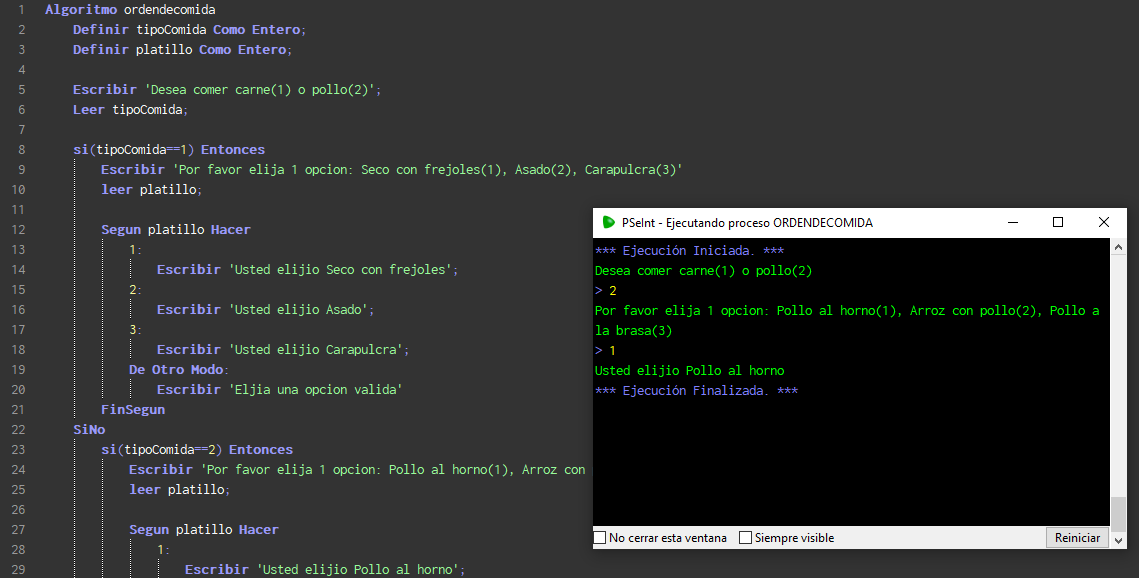 1 Algoritmo ordendecomida
2 Definir tipoComida Como Entero;
3 Definir platillo Como Entero;
4
5 Escribir 'Desea comer carne(1) o pollo(2)';
6 Leer tipoComida;
7
8 si(tipoComida==1) Entonces
9 Escribir 'Por favor elija 1 opcion: Seco con frejoles(1), Asado(2), Carapulcra(3)'
10 leer platillo;
11
12 Segun platillo Hacer
13 1:
14 Escribir 'Usted elijio Seco con frejoles';
15 2:
16 Escribir 'Usted elijio Asado';
17 3:
18 Escribir 'Usted elijio Carapulcra';
19 De Otro Modo:
20 Escribir 'Eljia una opcion valida'
21 FinSegun
22 SiNo
23 si(tipoComida==2) Entonces
24 Escribir 'Por favor elija 1 opcion: Pollo al horno(1), Arroz con
25 leer platillo;
26
27 Segun platillo Hacer
28 1:
29 Escribir 'Usted elijio Pollo al horno';
PSeInt - Ejecutando proceso ORDENDECOMIDA
*** Ejecución Iniciada. ***
Desea comer carne(1) o pollo(2)
> 2
Por favor elija 1 opcion: Pollo al horno(1), Arroz con pollo(2), Pollo a
la brasa(3)
> 1
Usted elijio Pollo al horno
*** Ejecución Finalizada. ***
No cerrar esta ventana Siempre visible Reiniciar